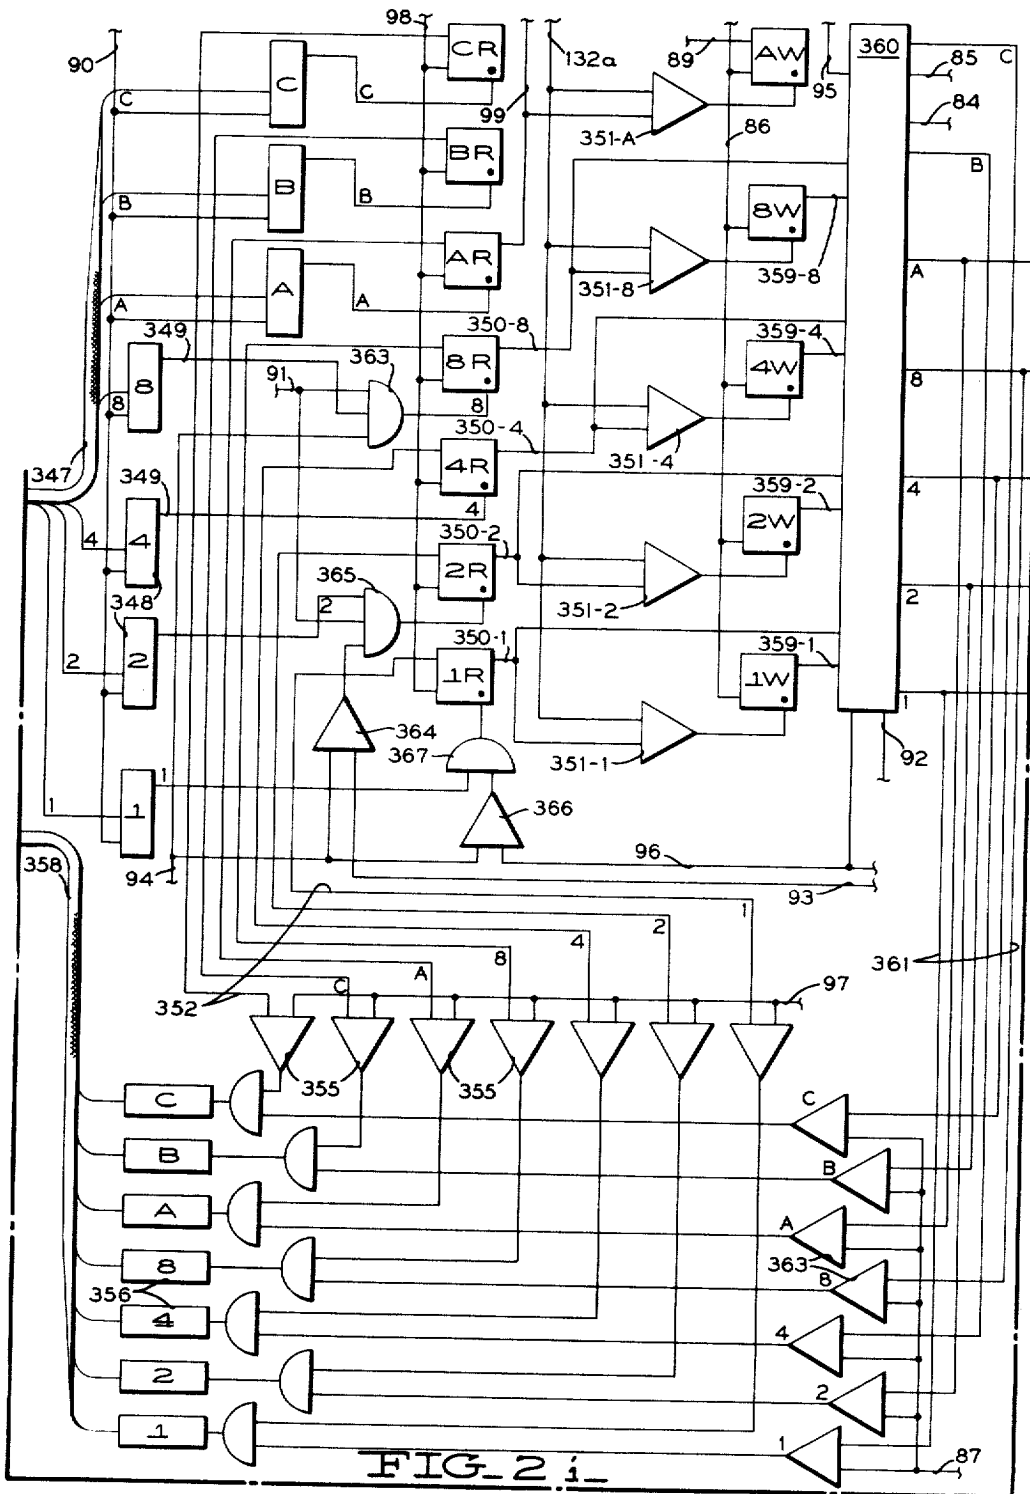 98
CR
132a
89
AW
95
360
C
85
90
C
C
C
99
86
84
351-A
BR
B
B
B
B
8W
AR
359-8
A
351-8
A
A
A
350-8
359-4
349
363
8R
4W
8
91
8
8
8
350-4
351-4
347
349
4R
359-2
4
4
4
4
350-2
2W
348
365
2R
351-2
2
2
2
350-1
359-1
2
1R
1W
1
364
367
351-1
92
1
1
1
366
358
94
96
93
1
2
4
8
A
C
361
352
97
355
355
C
C
B
B
A
A
363
8
8
356
4
4
2
2
1
1
87
FIG_2 i_